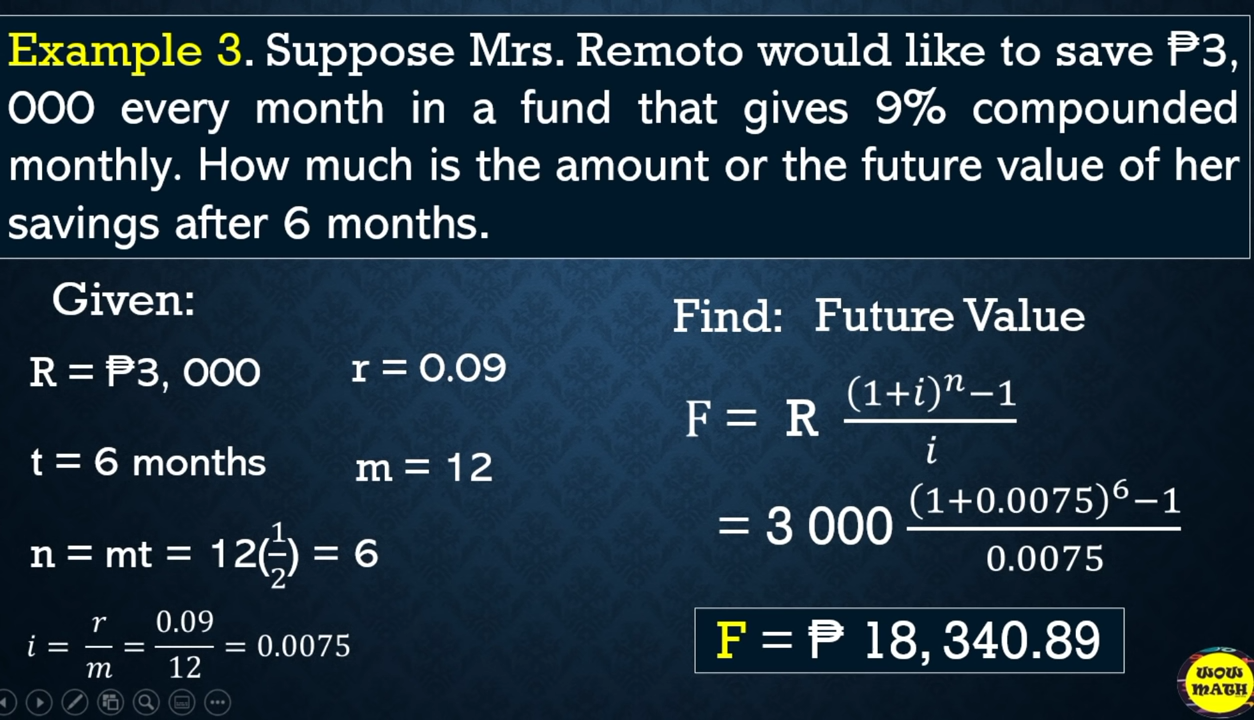 Example 3. Suppose Mrs. Remoto would like to save ₱3,
000 every month in a fund that gives 9% compounded
monthly. How much is the amount or the future value of her
savings after 6 months.
Given:
R = ₱3, 000
r = 0.09
t = 6 months
m = 12
n = mt = 12(1/2) = 6
i = r/m = 0.09/12 = 0.0075
Find: Future Value
F = R ((1+i)^n−1)/i
= 3 000 ((1+0.0075)^6−1)/0.0075
F = ₱ 18, 340.89
WOW
MATH